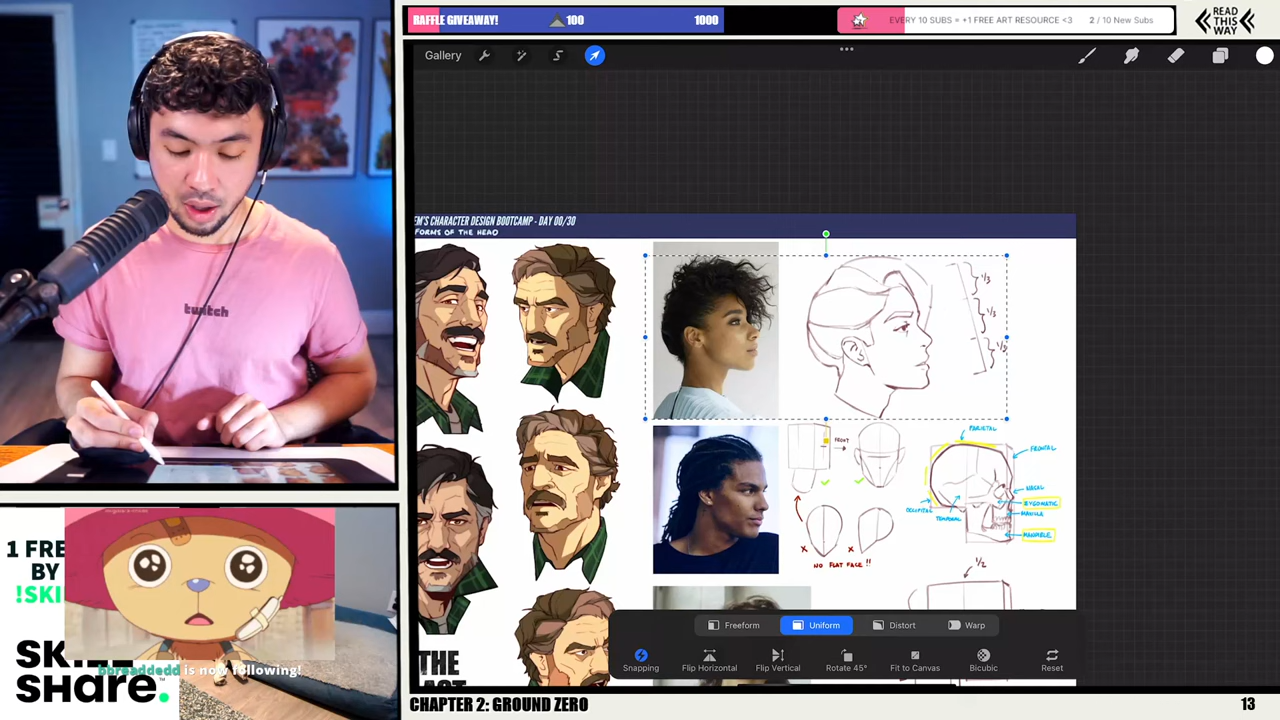 RAFFLE GIVEAWAY!
100
1000
EVERY 10 SUBS = +1 FREE ART RESOURCE <3
2 / 10 New Subs
READ
THIS
WAY
Gallery
EM'S CHARACTER DESIGN BOOTCAMP - DAY 00/30
FORMS OF THE HEAD
1/3
1/3
1/3
twitch
PARIETAL
FRONT
FRONTAL
NASAL
ZYGOMATIC
OCCIPITAL
TEMPORAL
MAXILLA
MANDIBLE
X
X
NO FLAT FACE !!
1/2
1 FRE
BY
!SKI
bbreaddedd is now following!
SKILL
SHare.
THE
Freeform
Uniform
Distort
Warp
Snapping
Flip Horizontal
Flip Vertical
Rotate 45°
Fit to Canvas
Bicubic
Reset
CHAPTER 2: GROUND ZERO
13